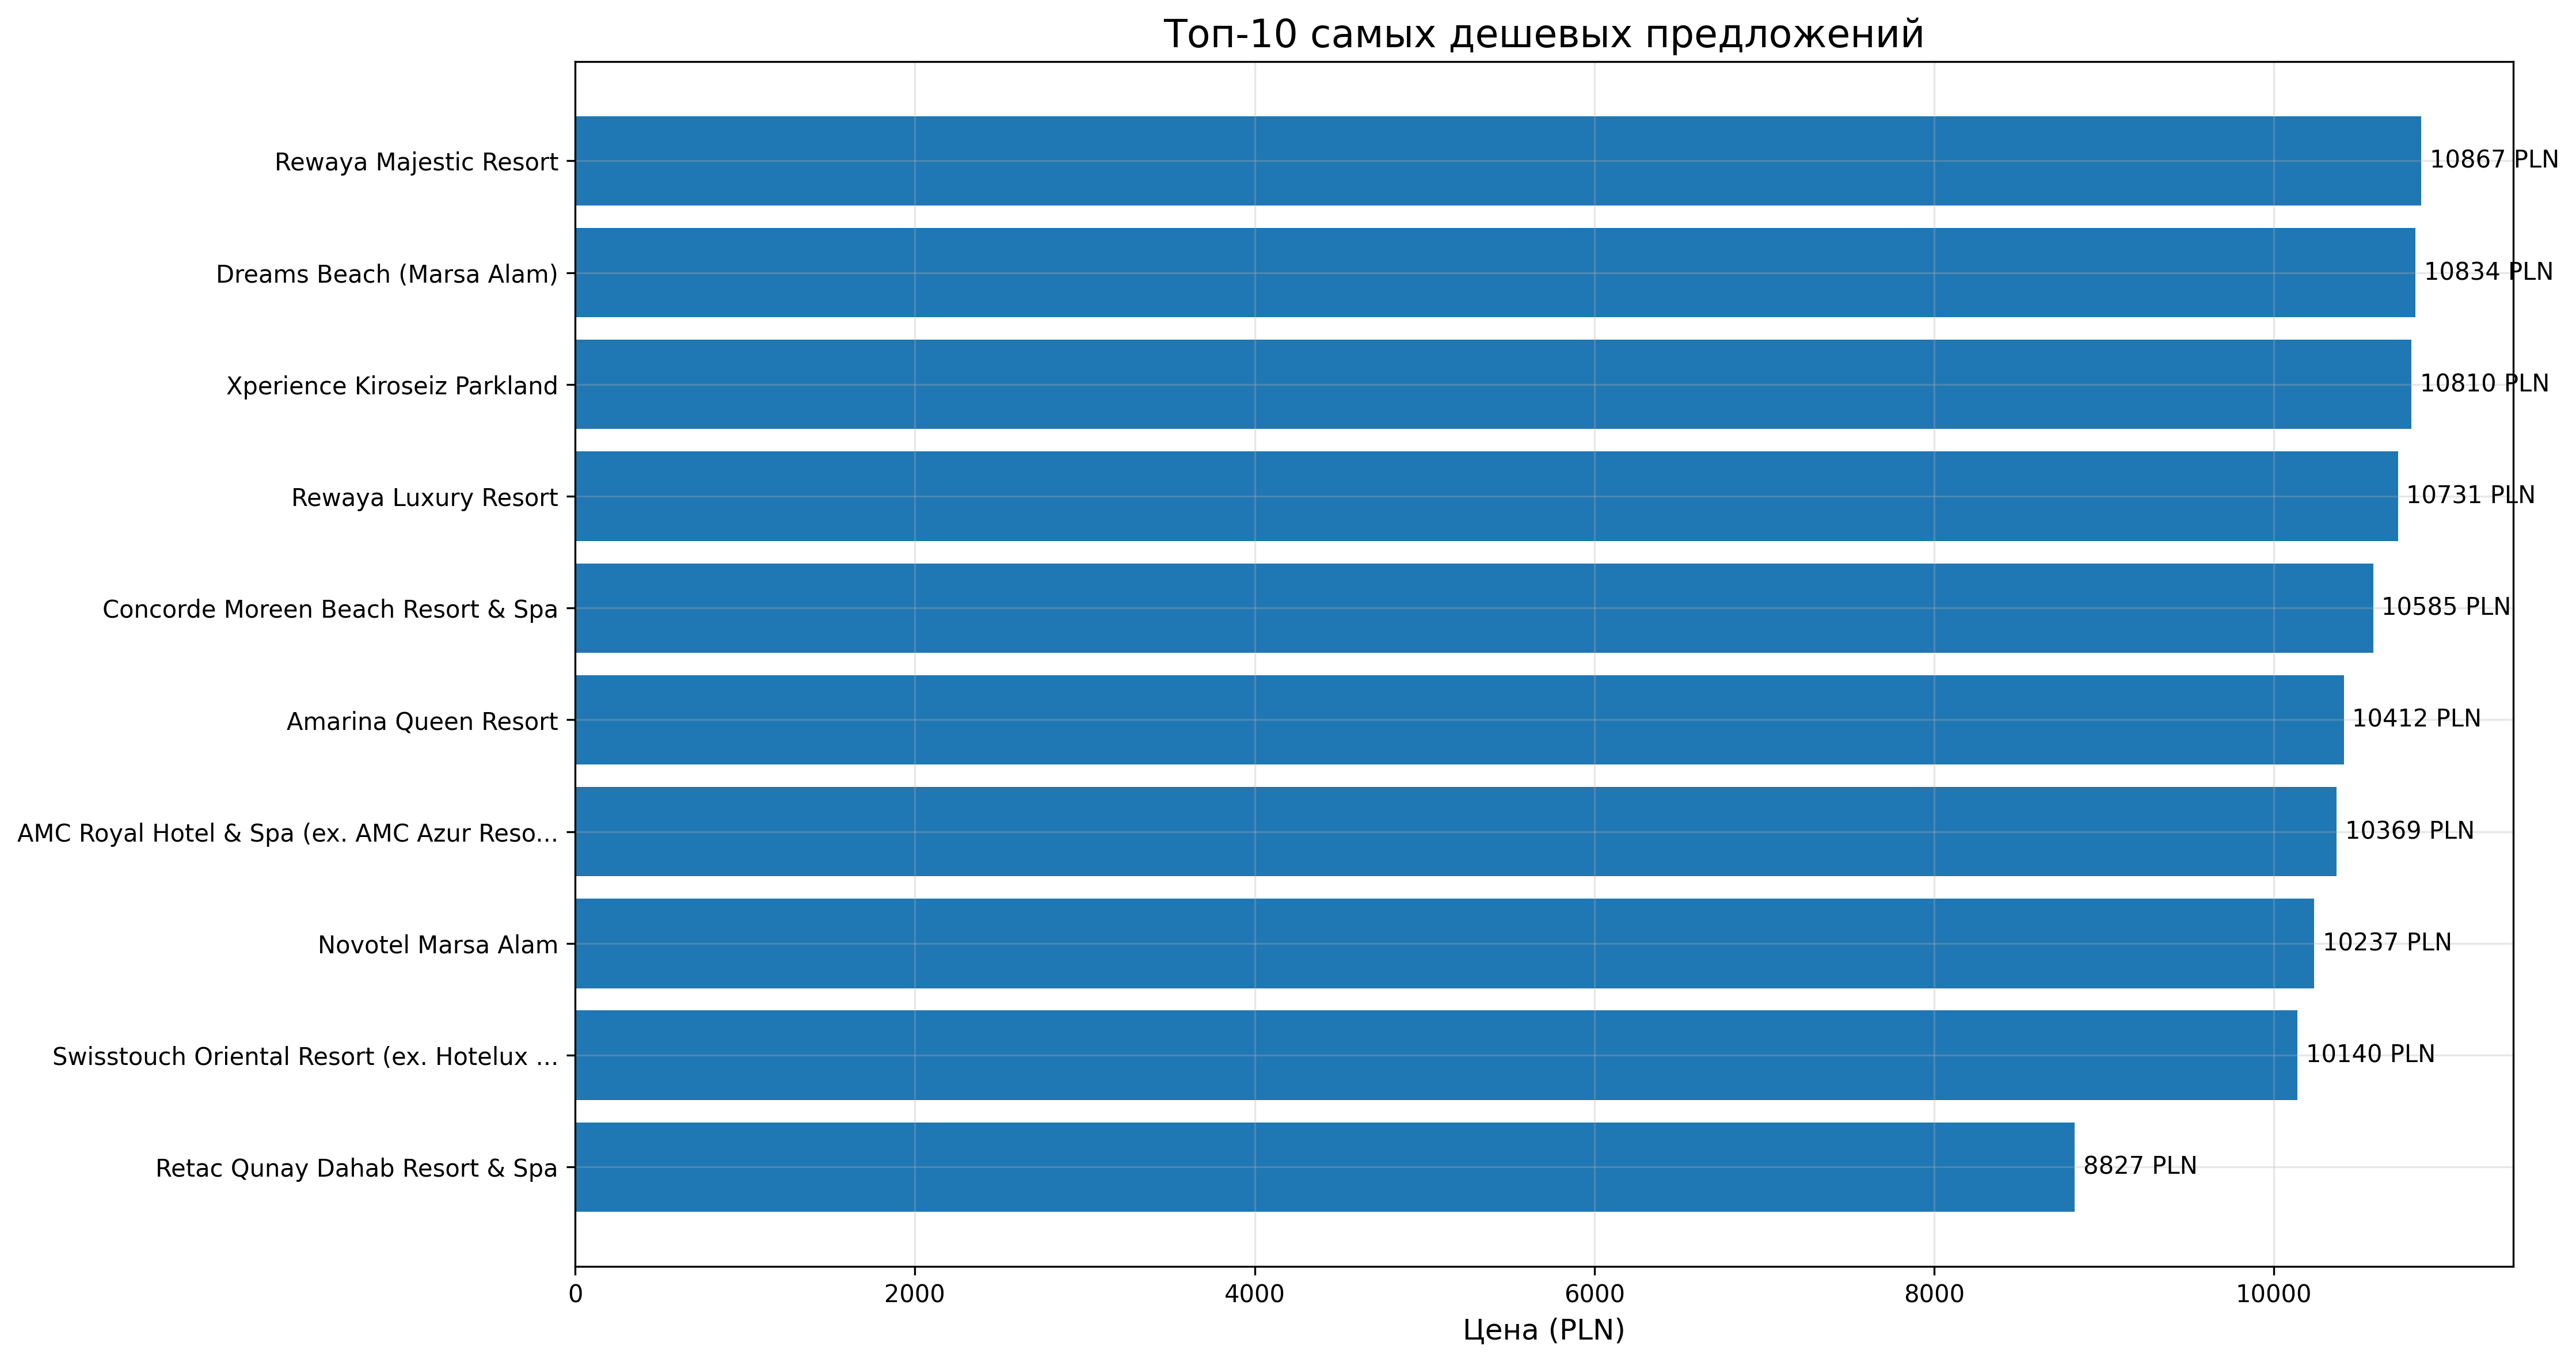 Топ-10 самых дешевых предложений
Rewaya Majestic Resort
10867 PLN
Dreams Beach (Marsa Alam)
10834 PLN
Xperience Kiroseiz Parkland
10810 PLN
Rewaya Luxury Resort
10731 PLN
Concorde Moreen Beach Resort & Spa
10585 PLN
Amarina Queen Resort
10412 PLN
AMC Royal Hotel & Spa (ex. AMC Azur Reso...
10369 PLN
Novotel Marsa Alam
10237 PLN
Swisstouch Oriental Resort (ex. Hotelux ...
10140 PLN
Retac Qunay Dahab Resort & Spa
8827 PLN
0 2000 4000 6000 8000 10000
Цена (PLN)